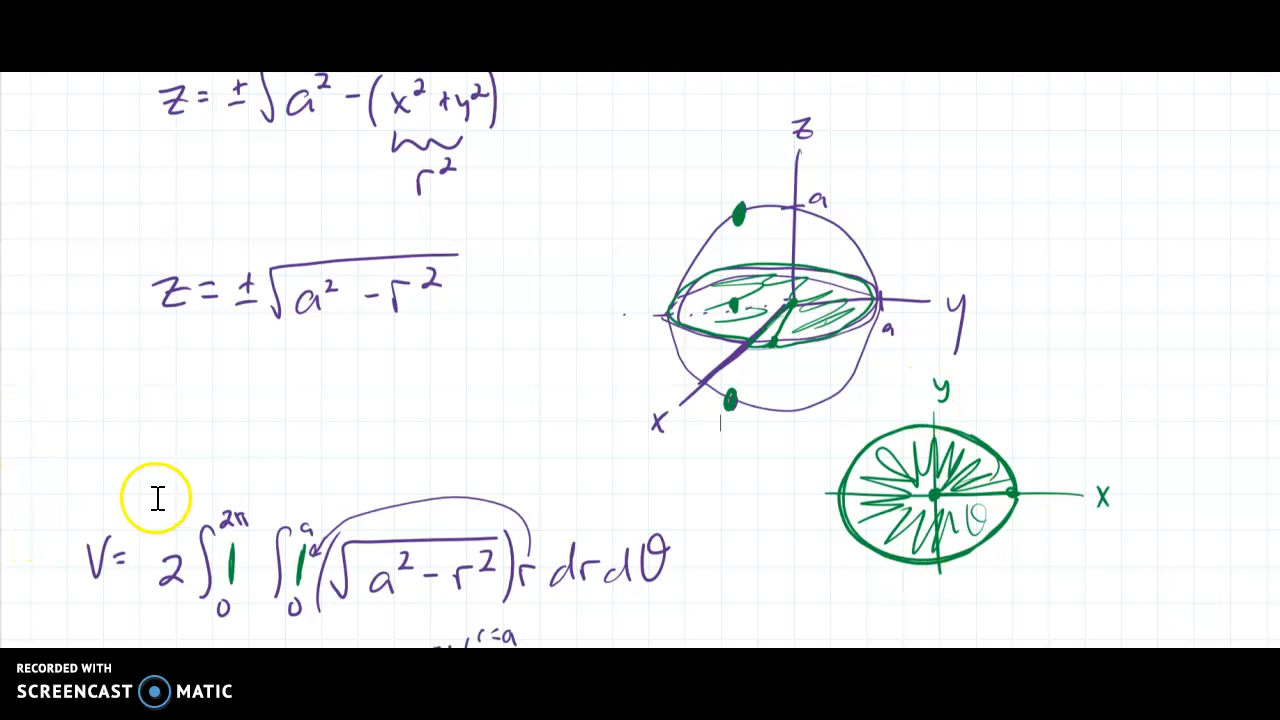 z = ±√a² - (x² + y²)
r²
z = ±√a² - r²
z
a
y
a
x
y
x
θ
V = 2 ∫₀^2π ∫₀^a (√a² - r²) r dr dθ
r=a
RECORDED WITH
SCREENCAST MATIC